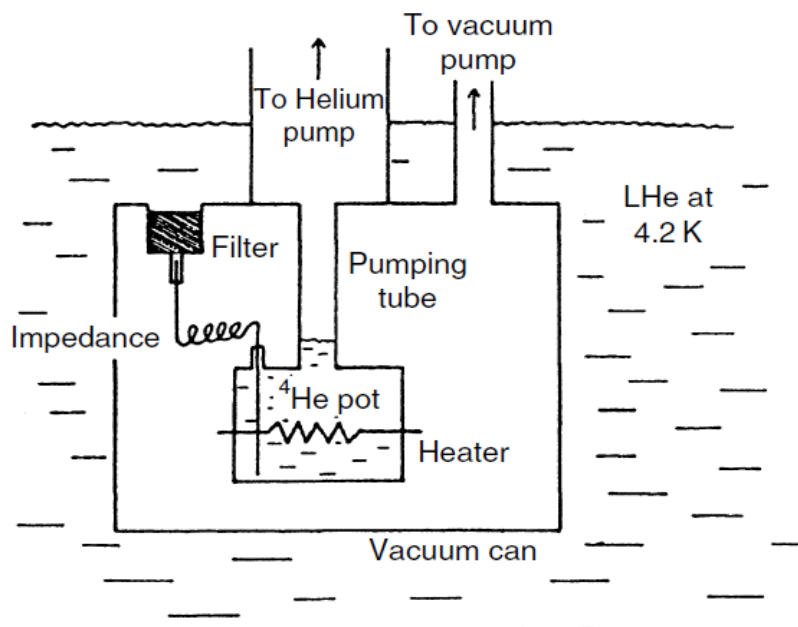 To vacuum
pump
To Helium
pump
LHe at
4.2 K
Filter
Pumping
tube
Impedance
⁴He pot
Heater
Vacuum can